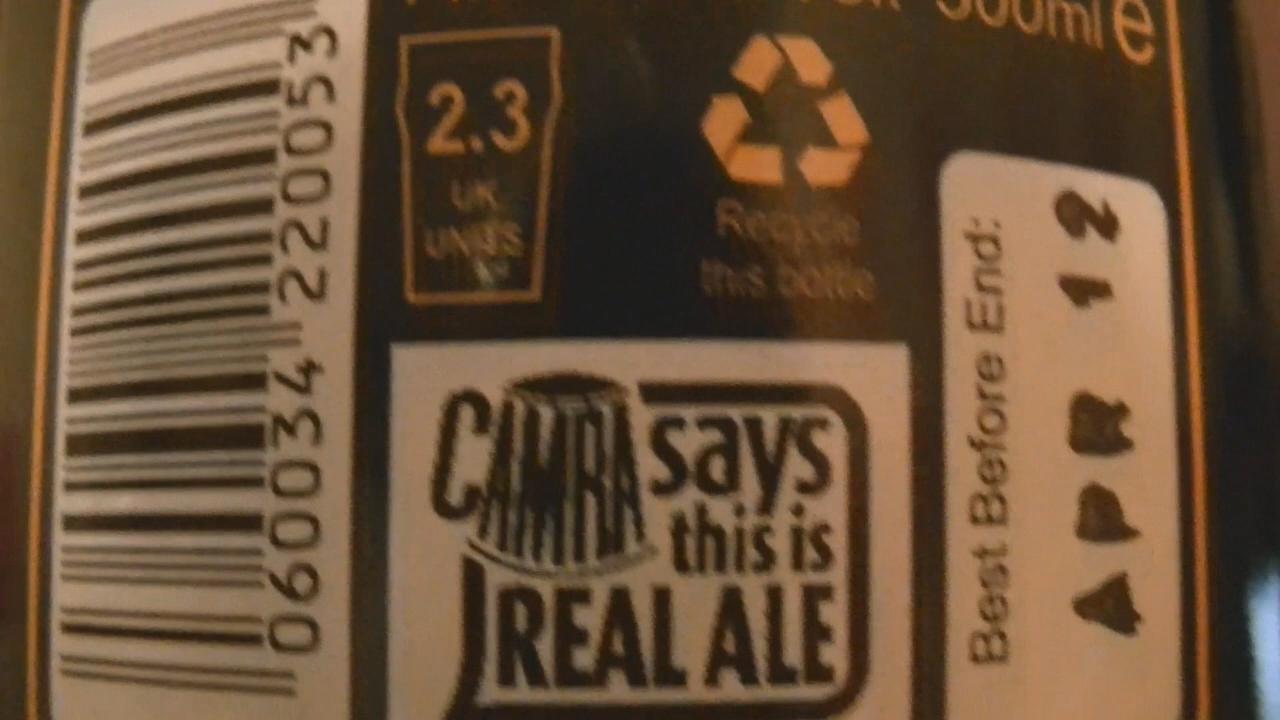 500ml e
2.3
UK
UNITS
Recycle
this bottle
060034 220053
CAMRA says
this is
REAL ALE
Best Before End:
APR 12